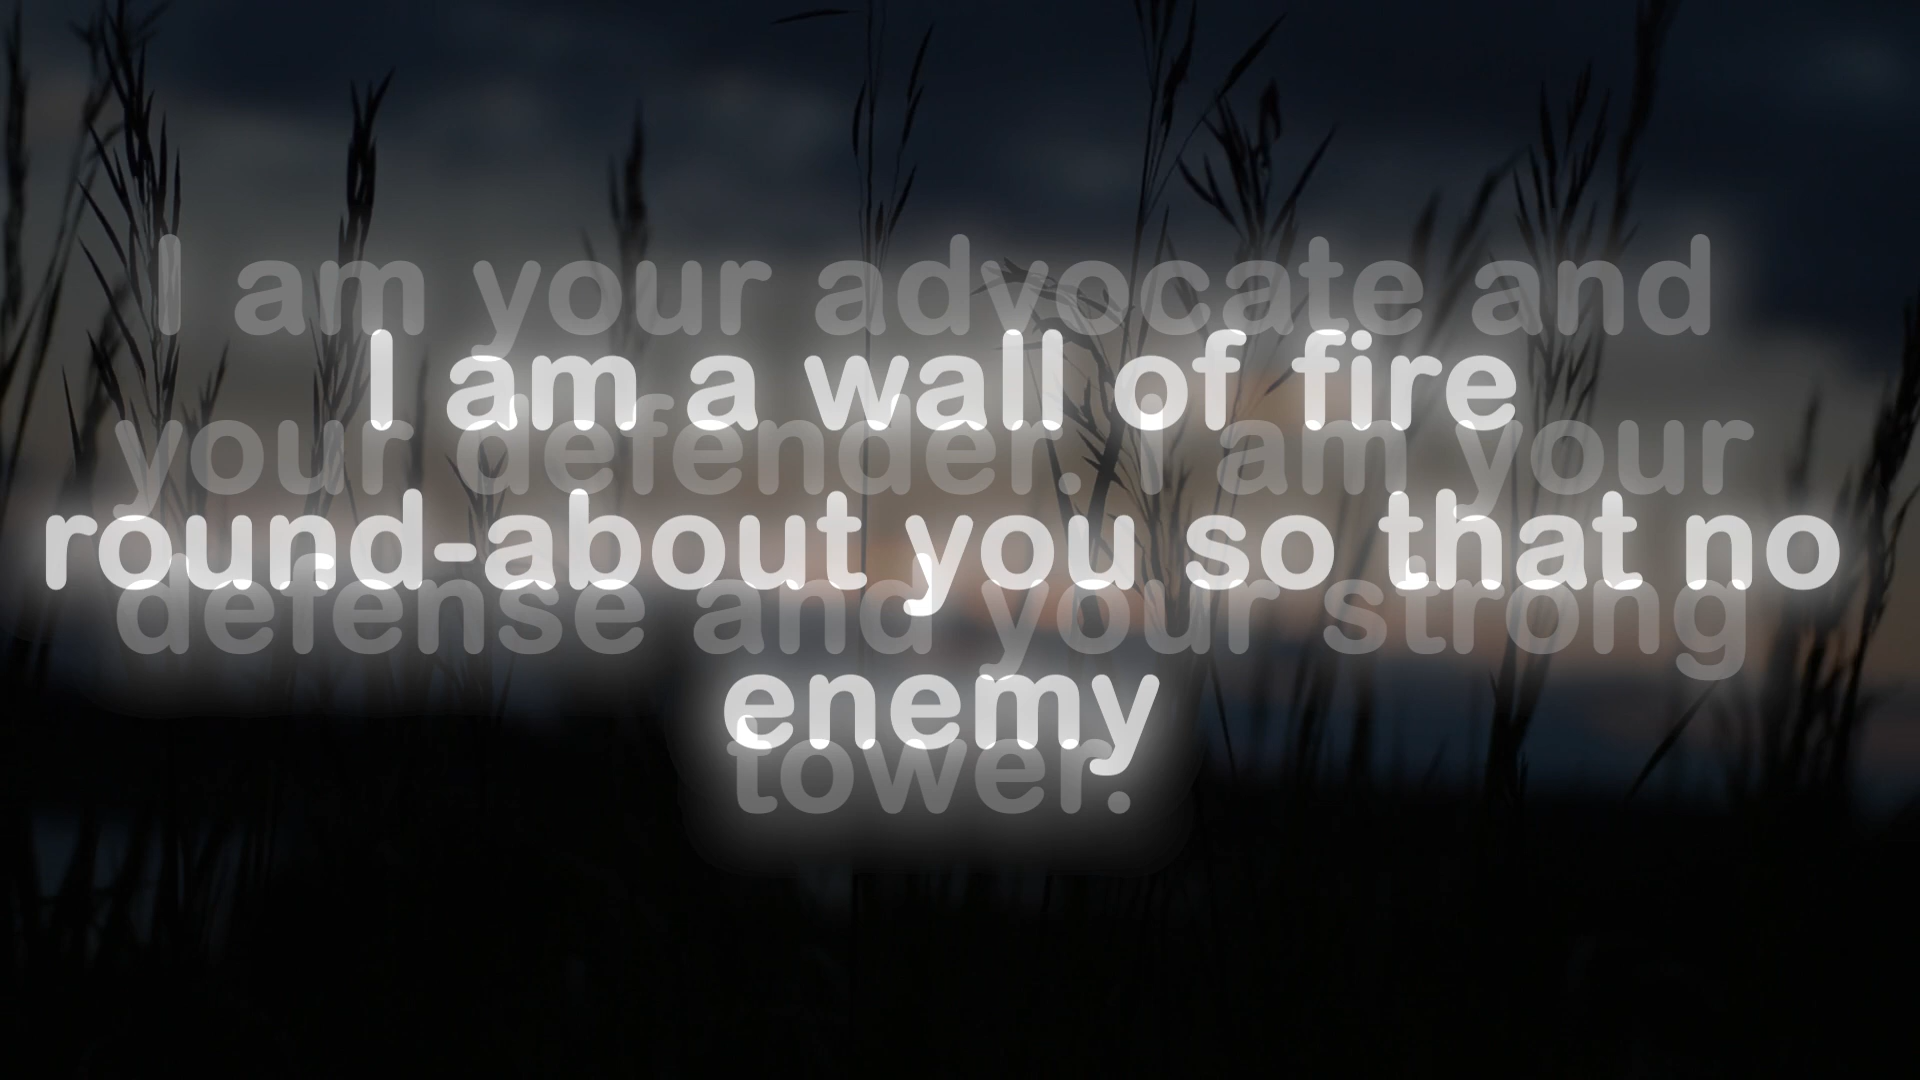 I am your advocate and
your defender. I am your
defense and your strong
tower.
I am a wall of fire
round-about you so that no
enemy